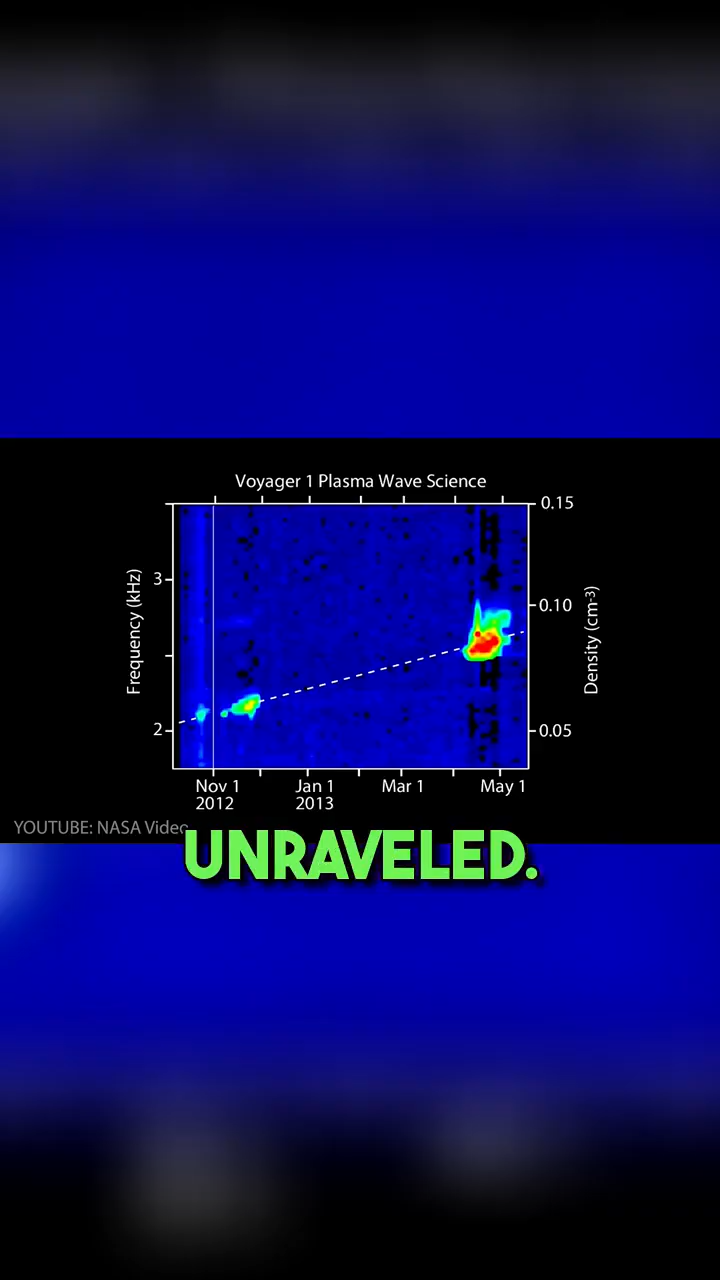 Voyager 1 Plasma Wave Science
0.15
3
0.10
Frequency (kHz)
Density (cm-3)
2
0.05
Nov 1 Jan 1 Mar 1 May 1
2012 2013
YOUTUBE: NASA Video
UNRAVELED.